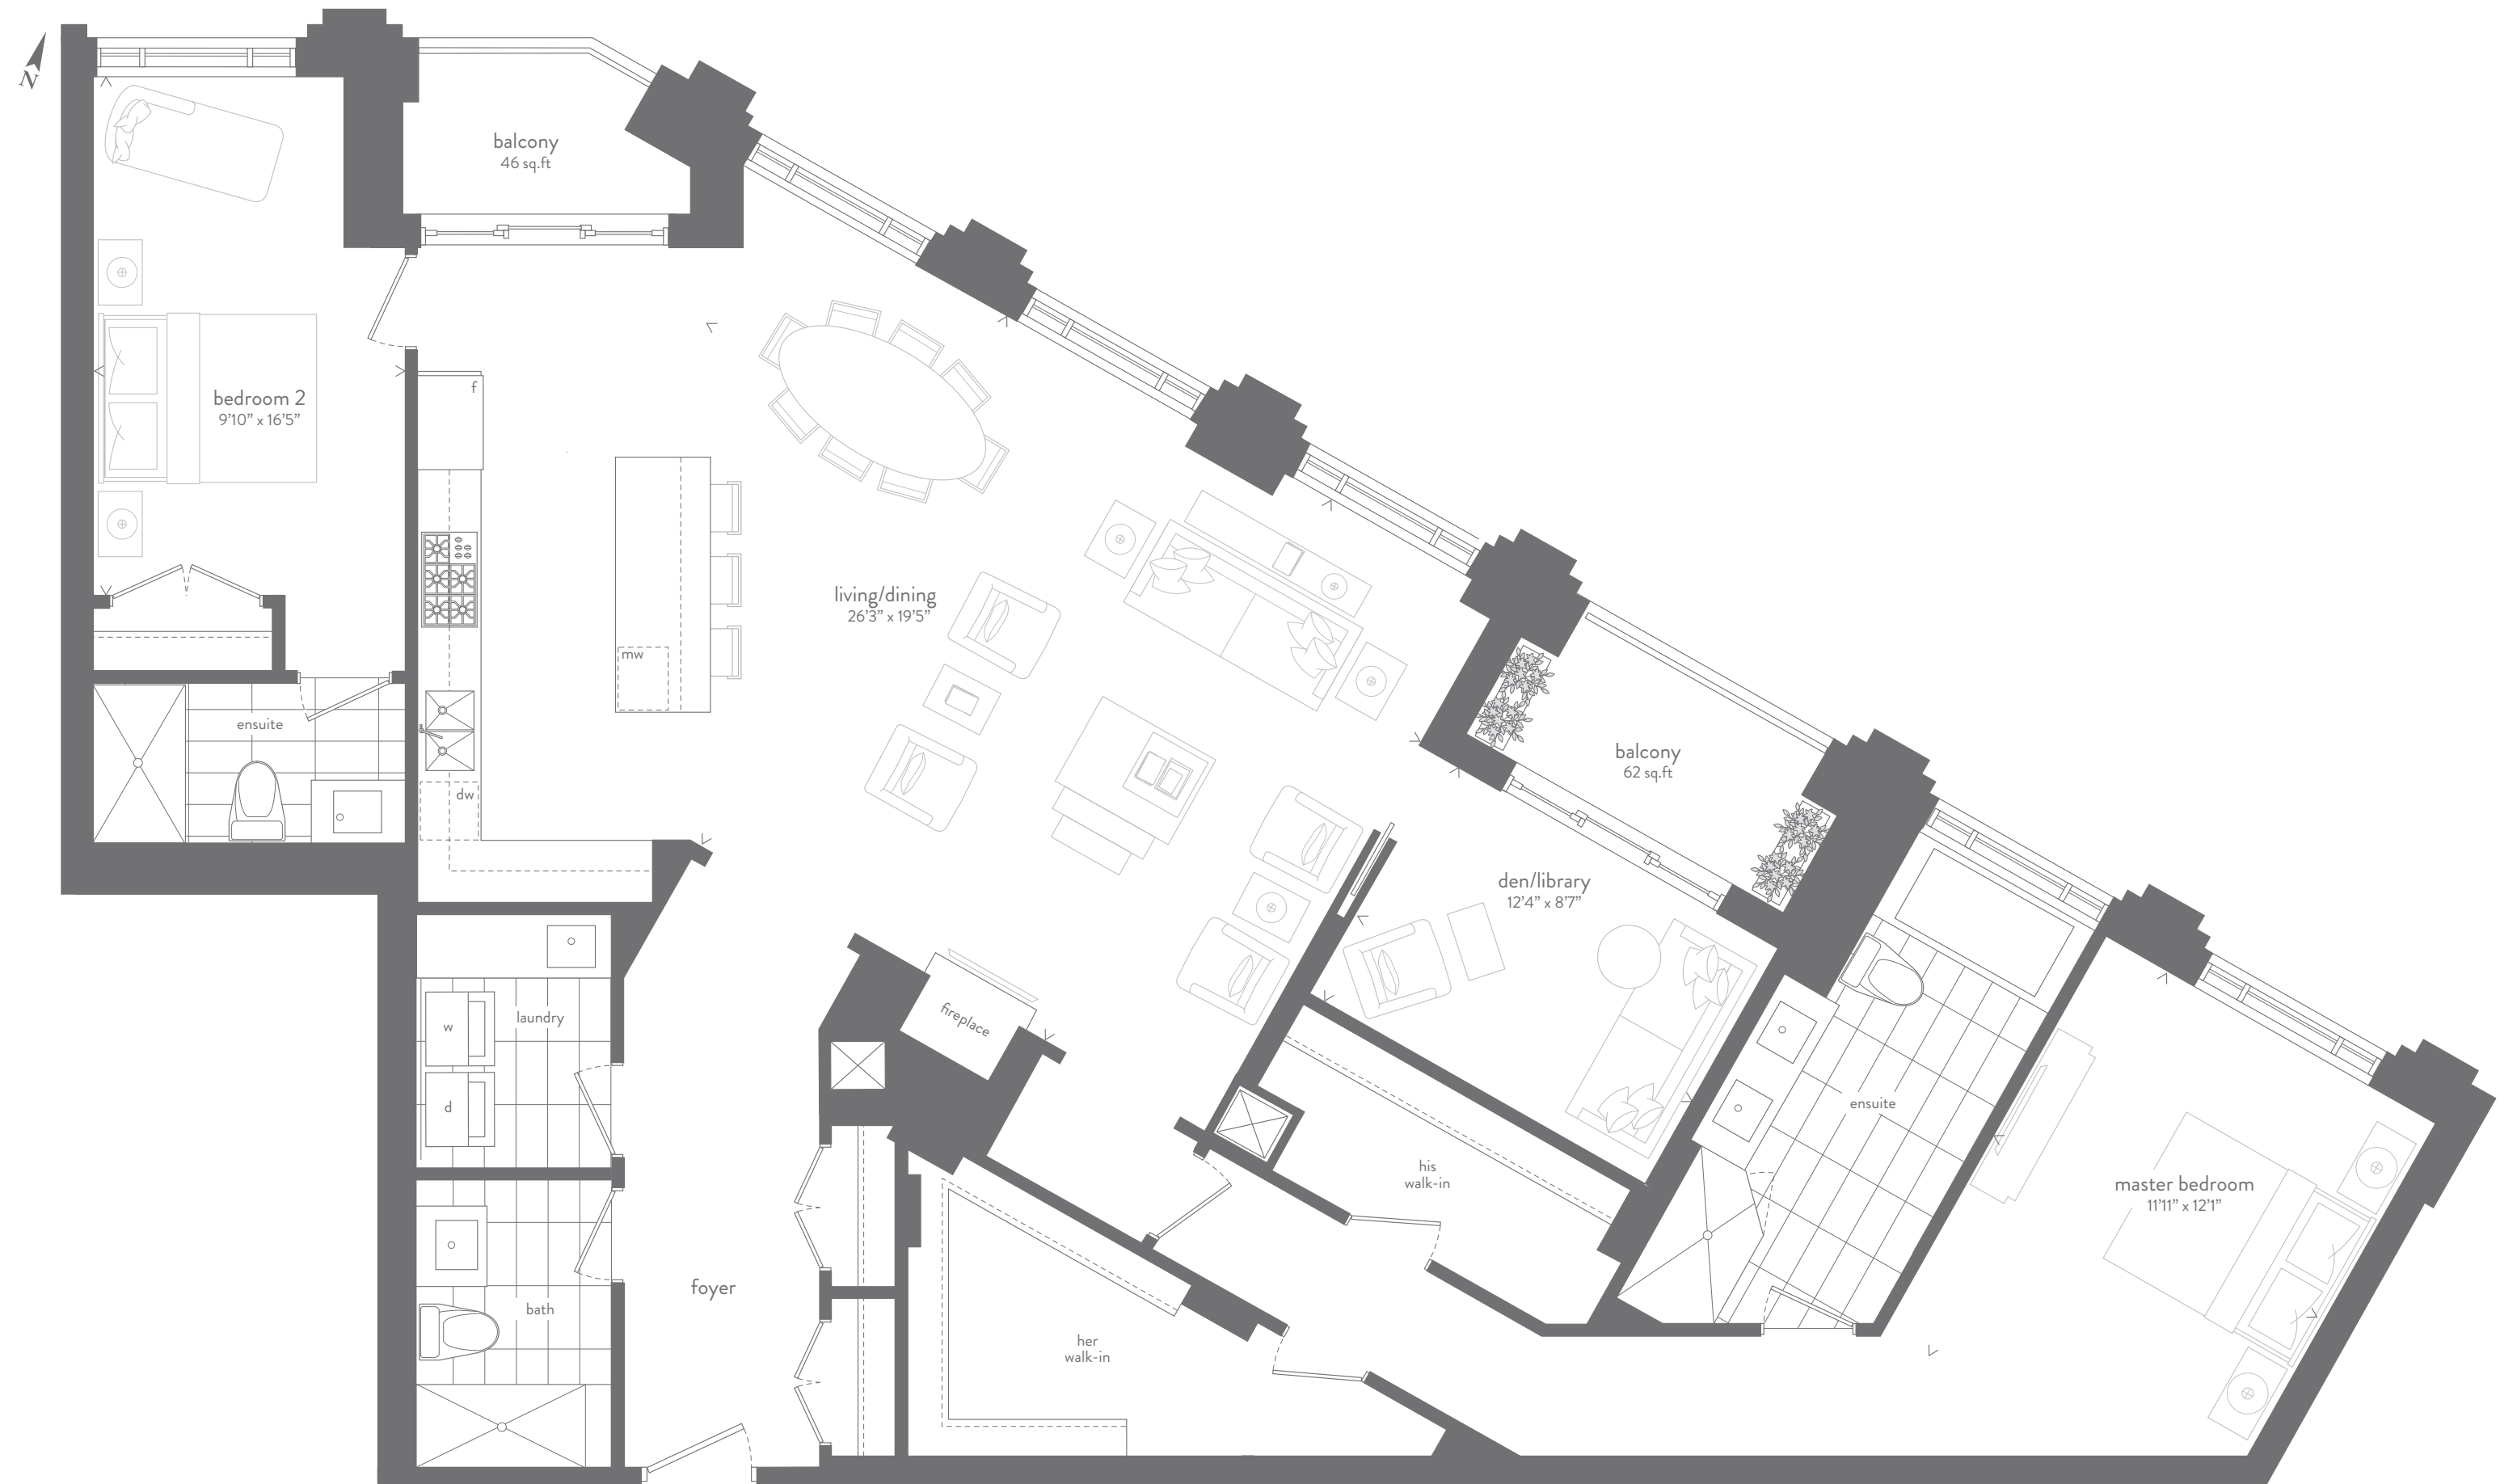 N
balcony
46 sq.ft
bedroom 2
9’10” x 16’5”
f
living/dining
26’3” x 19’5”
mw
ensuite
dw
balcony
62 sq.ft
den/library
12’4” x 8’7”
fireplace
laundry
w
d
ensuite
his
walk-in
master bedroom
11’11” x 12’1”
foyer
bath
her
walk-in